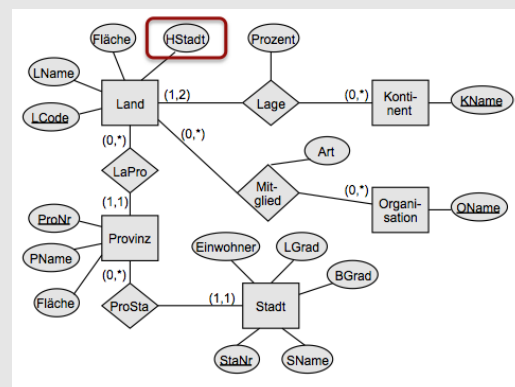 Fläche
HStadt
Prozent
LName
Land
(1,2)
Lage
(0,*)
Konti-
nent
KName
LCode
(0,*)
(0,*)
Art
LaPro
Mit-
glied
(0,*)
Organi-
sation
OName
(1,1)
ProNr
Provinz
PName
Einwohner
LGrad
BGrad
Fläche
(0,*)
ProSta
(1,1)
Stadt
StaNr
SName